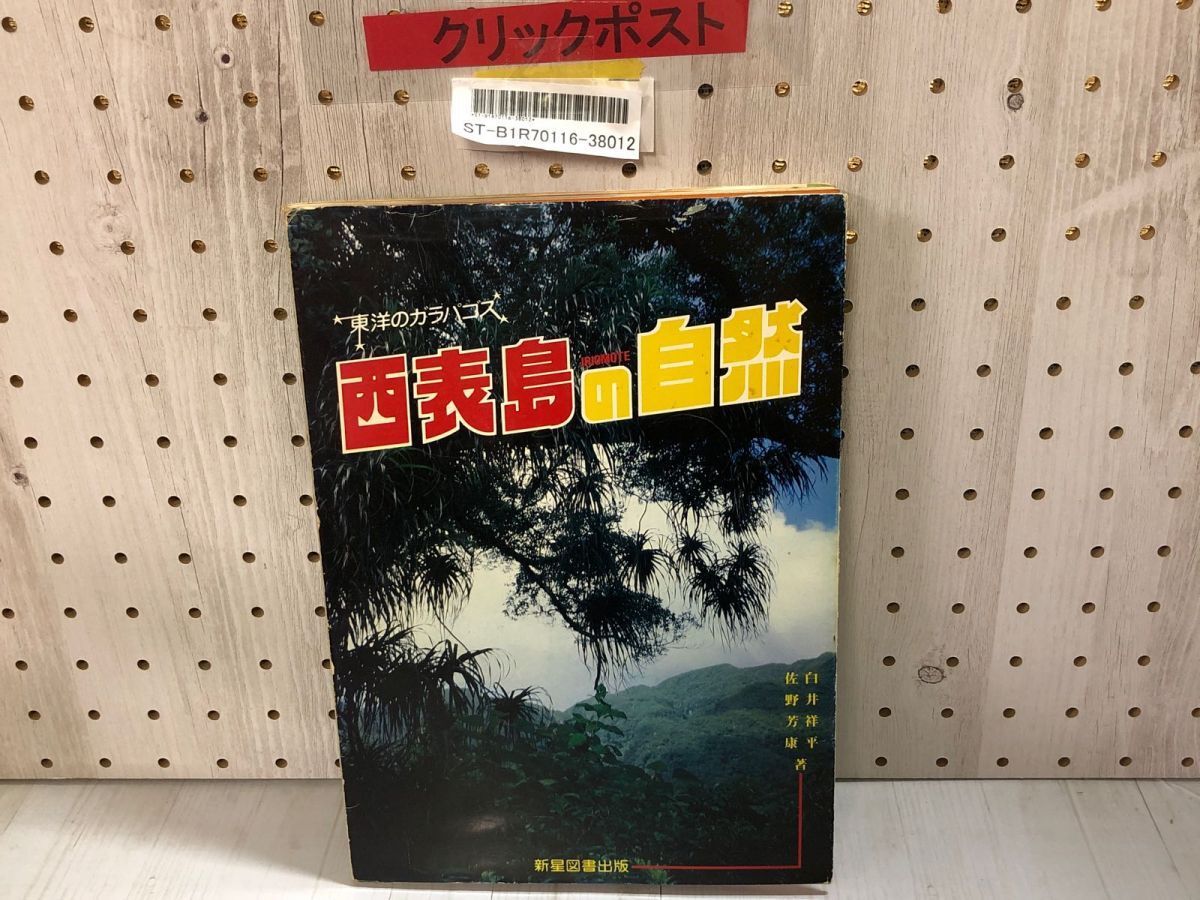 クリックポスト
ST-B1R70116-38012
東洋のガラパゴス
西表島の自然
IRIOMOTE
白井祥平
佐野芳康
著
新星図書出版